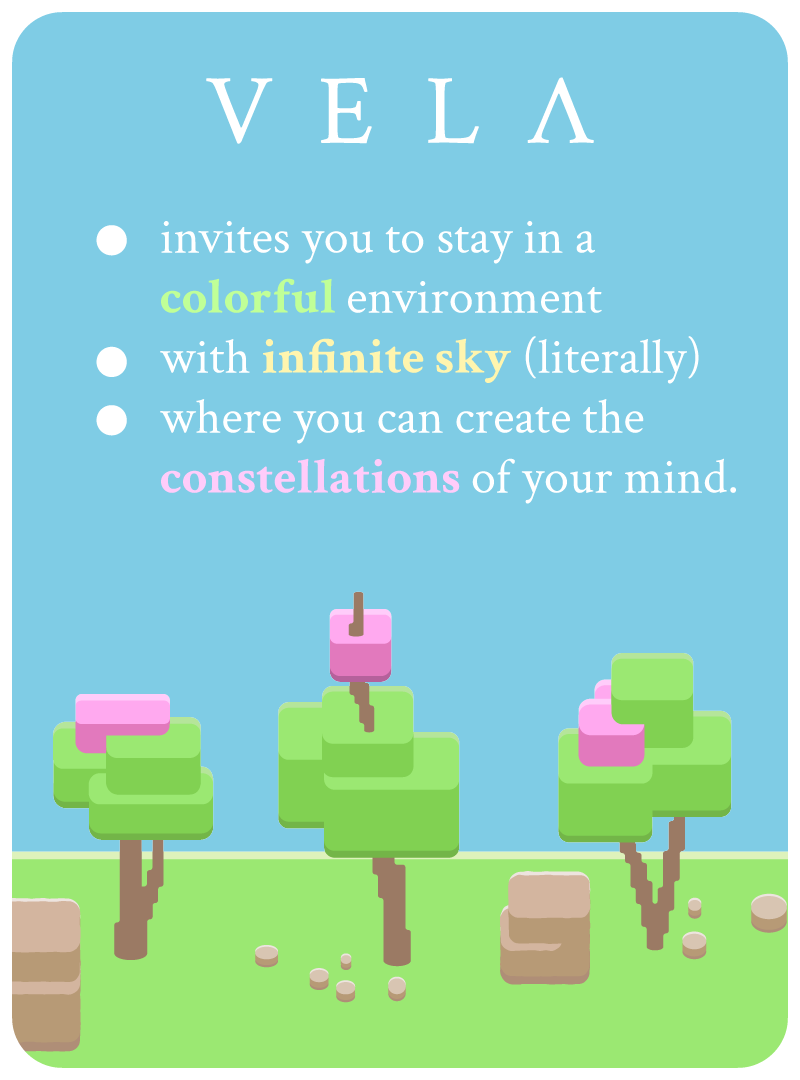 VELΛ
● invites you to stay in a
colorful environment
● with infinite sky (literally)
● where you can create the
constellations of your mind.